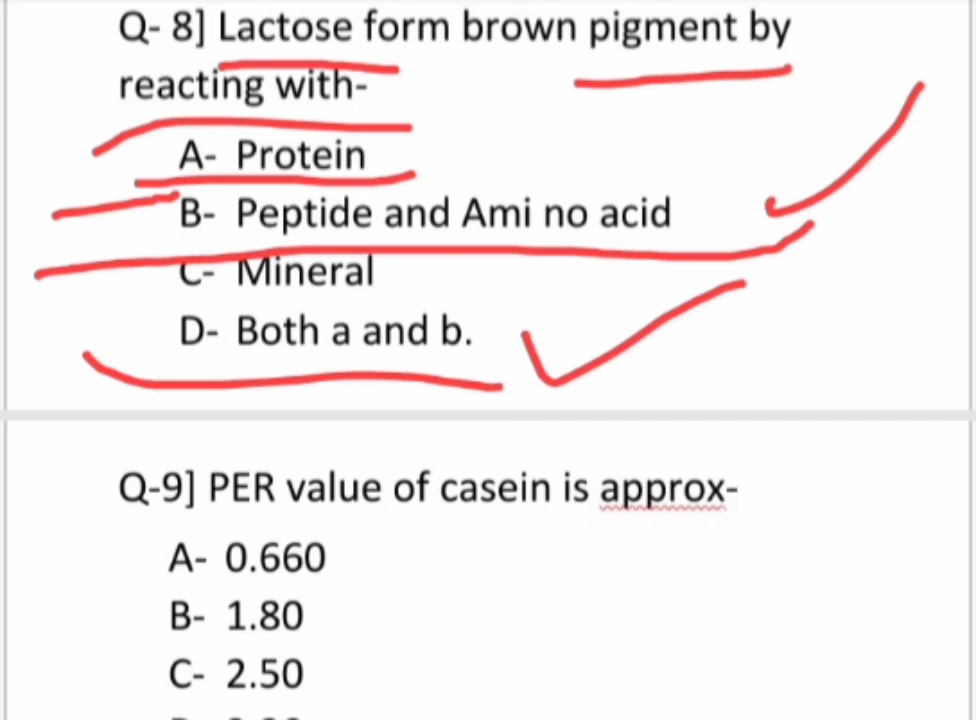 Q- 8] Lactose form brown pigment by
reacting with-
A- Protein
B- Peptide and Ami no acid
C- Mineral
D- Both a and b.
Q-9] PER value of casein is approx-
A- 0.660
B- 1.80
C- 2.50